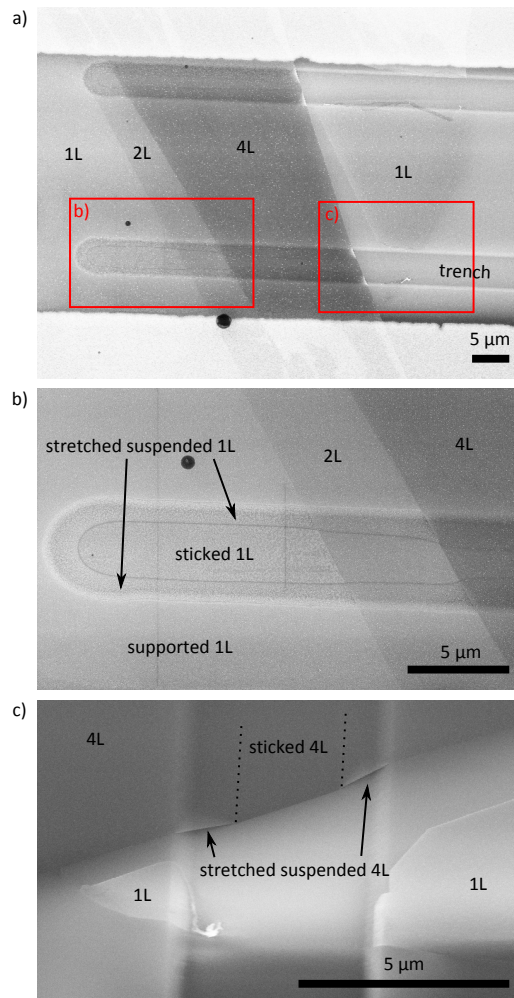 a)
1L
2L
4L
1L
b)
c)
trench
5 µm
b)
4L
2L
stretched suspended 1L
sticked 1L
supported 1L
5 µm
c)
4L
sticked 4L
stretched suspended 4L
1L
1L
5 µm